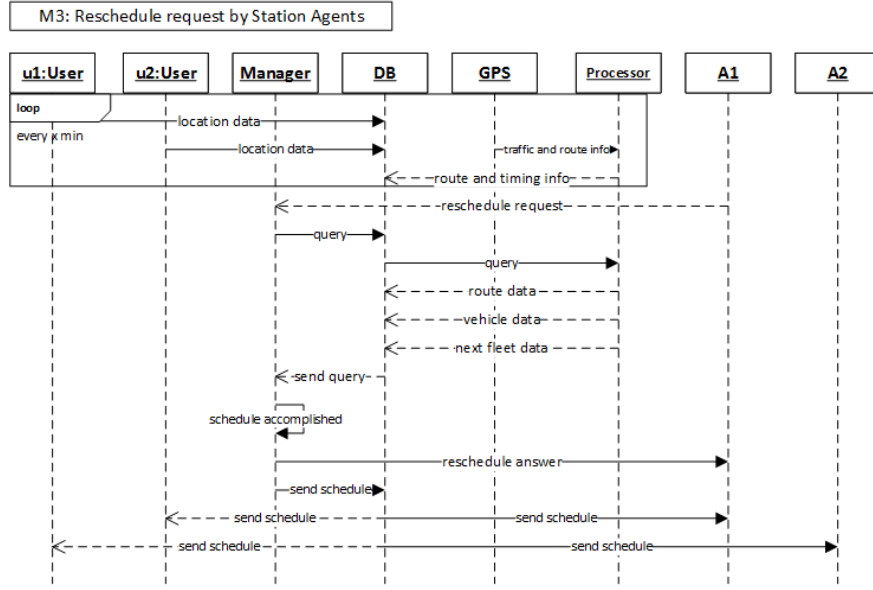 M3: Reschedule request by Station Agents
u1:User u2:User Manager DB GPS Processor A1 A2
loop
location data
every x min
location data traffic and route info
route and timing info
reschedule request
query
query
route data
vehicle data
next fleet data
send query
schedule accomplished
reschedule answer
send schedule
send schedule send schedule
send schedule send schedule